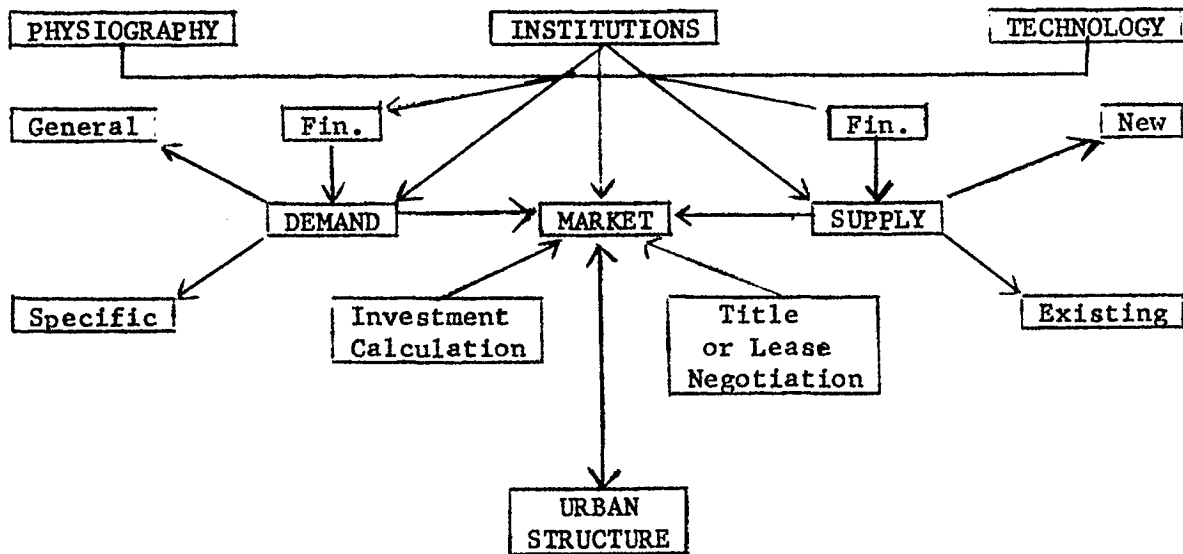 PHYSIOGRAPHY
INSTITUTIONS
TECHNOLOGY
General
Fin.
Fin.
New
DEMAND
MARKET
SUPPLY
Specific
Investment
Calculation
Title
or Lease
Negotiation
Existing
URBAN
STRUCTURE